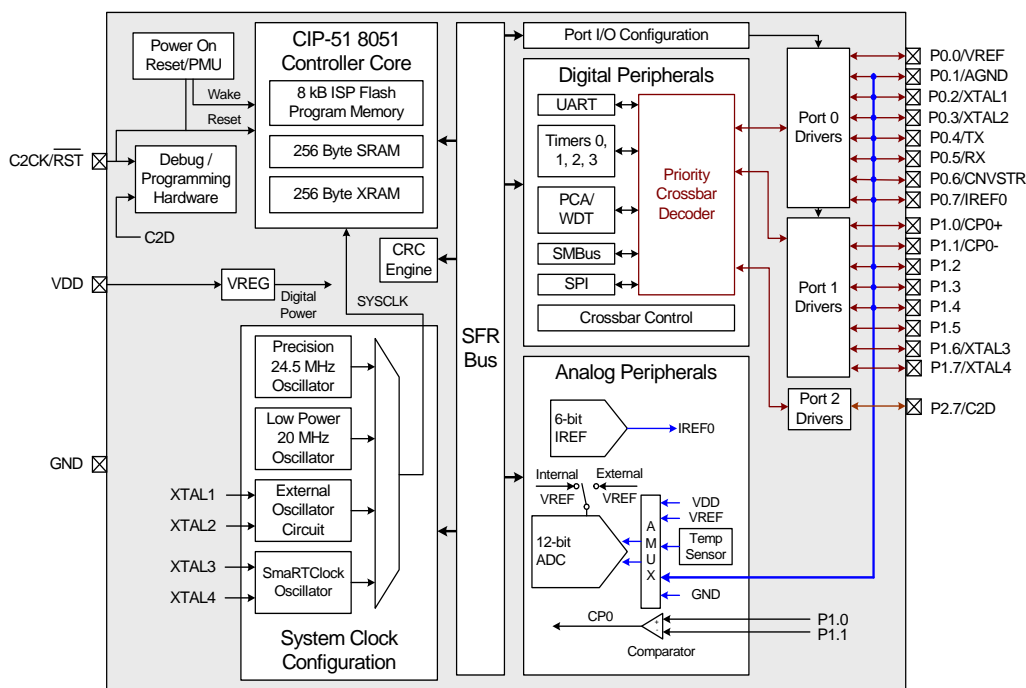 Power On
Reset/PMU
Wake
Reset
C2CK/RST
Debug /
Programming
Hardware
C2D
CIP-51 8051
Controller Core
8 kB ISP Flash
Program Memory
256 Byte SRAM
256 Byte XRAM
VDD
VREG
Digital
Power
CRC
Engine
SYSCLK
GND
Precision
24.5 MHz
Oscillator
Low Power
20 MHz
Oscillator
XTAL1
XTAL2
External
Oscillator
Circuit
XTAL3
XTAL4
SmaRTClock
Oscillator
System Clock
Configuration
SFR
Bus
Port I/O Configuration
Digital Peripherals
UART
Timers 0,
1, 2, 3
PCA/
WDT
SMBus
SPI
Priority
Crossbar
Decoder
Crossbar Control
Analog Peripherals
6-bit
IREF
IREF0
Internal
VREF
External
VREF
12-bit
ADC
A
M
U
X
VDD
VREF
Temp
Sensor
GND
CP0
+
-
Comparator
P1.0
P1.1
Port 0
Drivers
Port 1
Drivers
Port 2
Drivers
P0.0/VREF
P0.1/AGND
P0.2/XTAL1
P0.3/XTAL2
P0.4/TX
P0.5/RX
P0.6/CNVSTR
P0.7/IREF0
P1.0/CP0+
P1.1/CP0-
P1.2
P1.3
P1.4
P1.5
P1.6/XTAL3
P1.7/XTAL4
P2.7/C2D